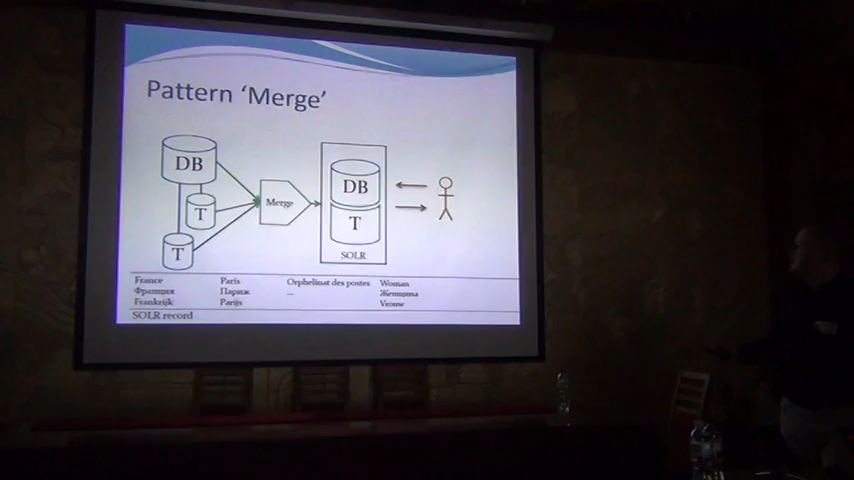 Pattern 'Merge'
DB
T
T
Merge
DB
T
SOLR
France Paris Orphelinat des postes Woman
Франция Париж ... Женщина
Frankrijk Parijs Vrouw
SOLR record